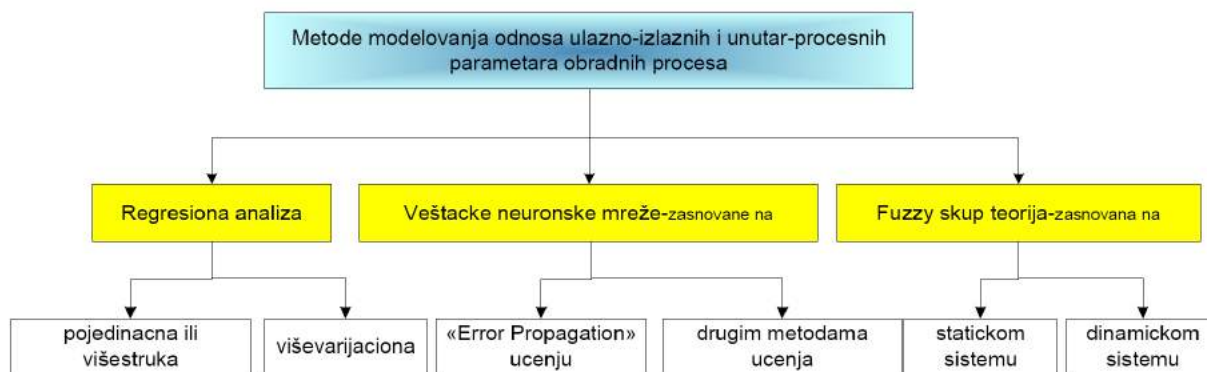 Metode modelovanja odnosa ulazno-izlaznih i unutar-procesnih
parametara obradnih procesa
Regresiona analiza
Veštacke neuronske mreže-zasnovane na
Fuzzy skup teorija-zasnovana na
pojedinacna ili
višestruka
viševarijaciona
«Error Propagation»
ucenju
drugim metodama
ucenja
statickom
sistemu
dinamickom
sistemu